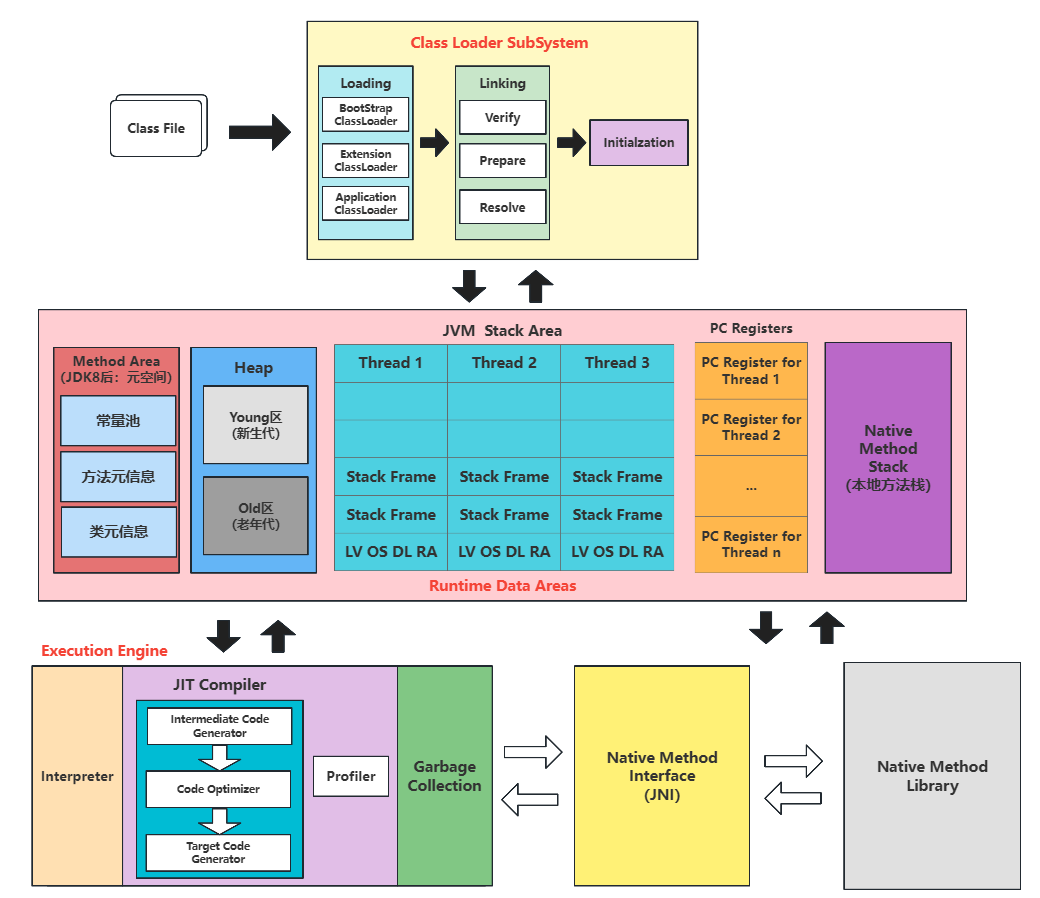 Class Loader SubSystem
Class File
Loading
BootStrap
ClassLoader
Extension
ClassLoader
Application
ClassLoader
Linking
Verify
Prepare
Resolve
Initialzation
Method Area
(JDK8后：元空间)
常量池
方法元信息
类元信息
Heap
Young区
(新生代)
Old区
(老年代)
JVM Stack Area
Thread 1 Thread 2 Thread 3
Stack Frame Stack Frame Stack Frame
Stack Frame Stack Frame Stack Frame
LV OS DL RA LV OS DL RA LV OS DL RA
PC Registers
PC Register for
Thread 1
PC Register for
Thread 2
...
PC Register for
Thread n
Native
Method
Stack
(本地方法栈)
Runtime Data Areas
Execution Engine
Interpreter
JIT Compiler
Intermediate Code
Generator
Code Optimizer
Target Code
Generator
Profiler
Garbage
Collection
Native Method
Interface
(JNI)
Native Method
Library